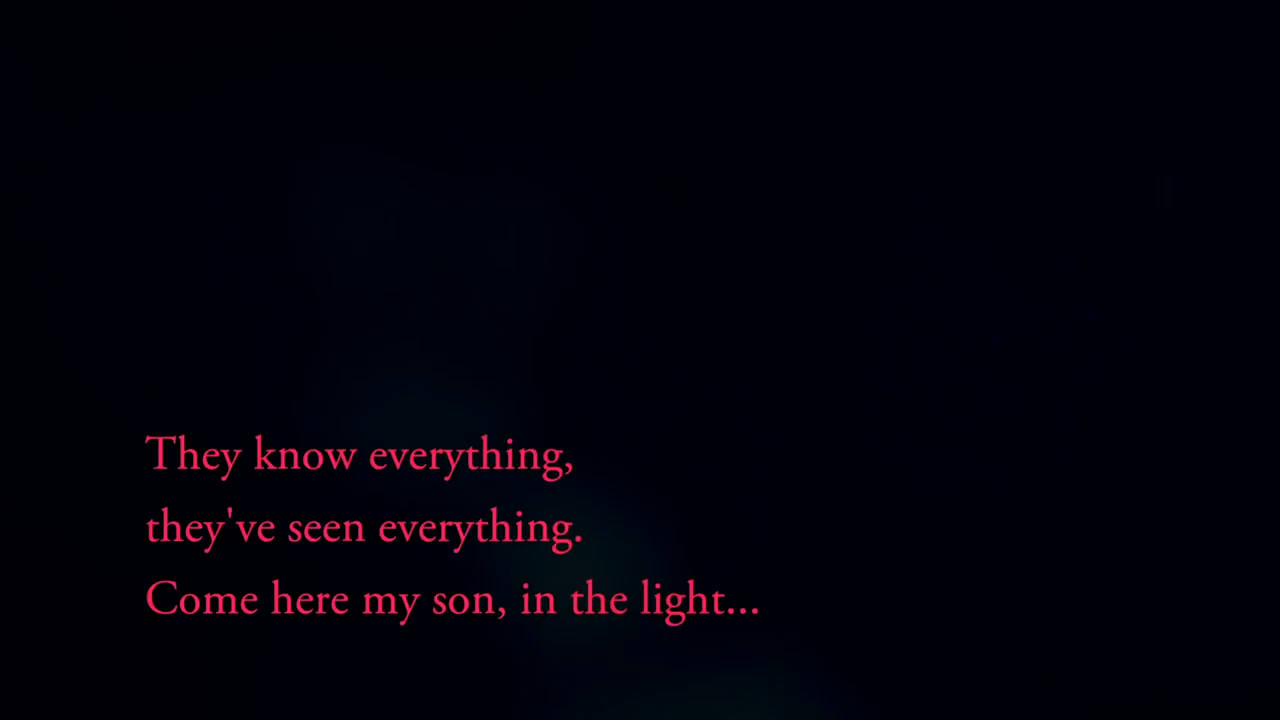 They know everything,
they've seen everything.
Come here my son, in the light...